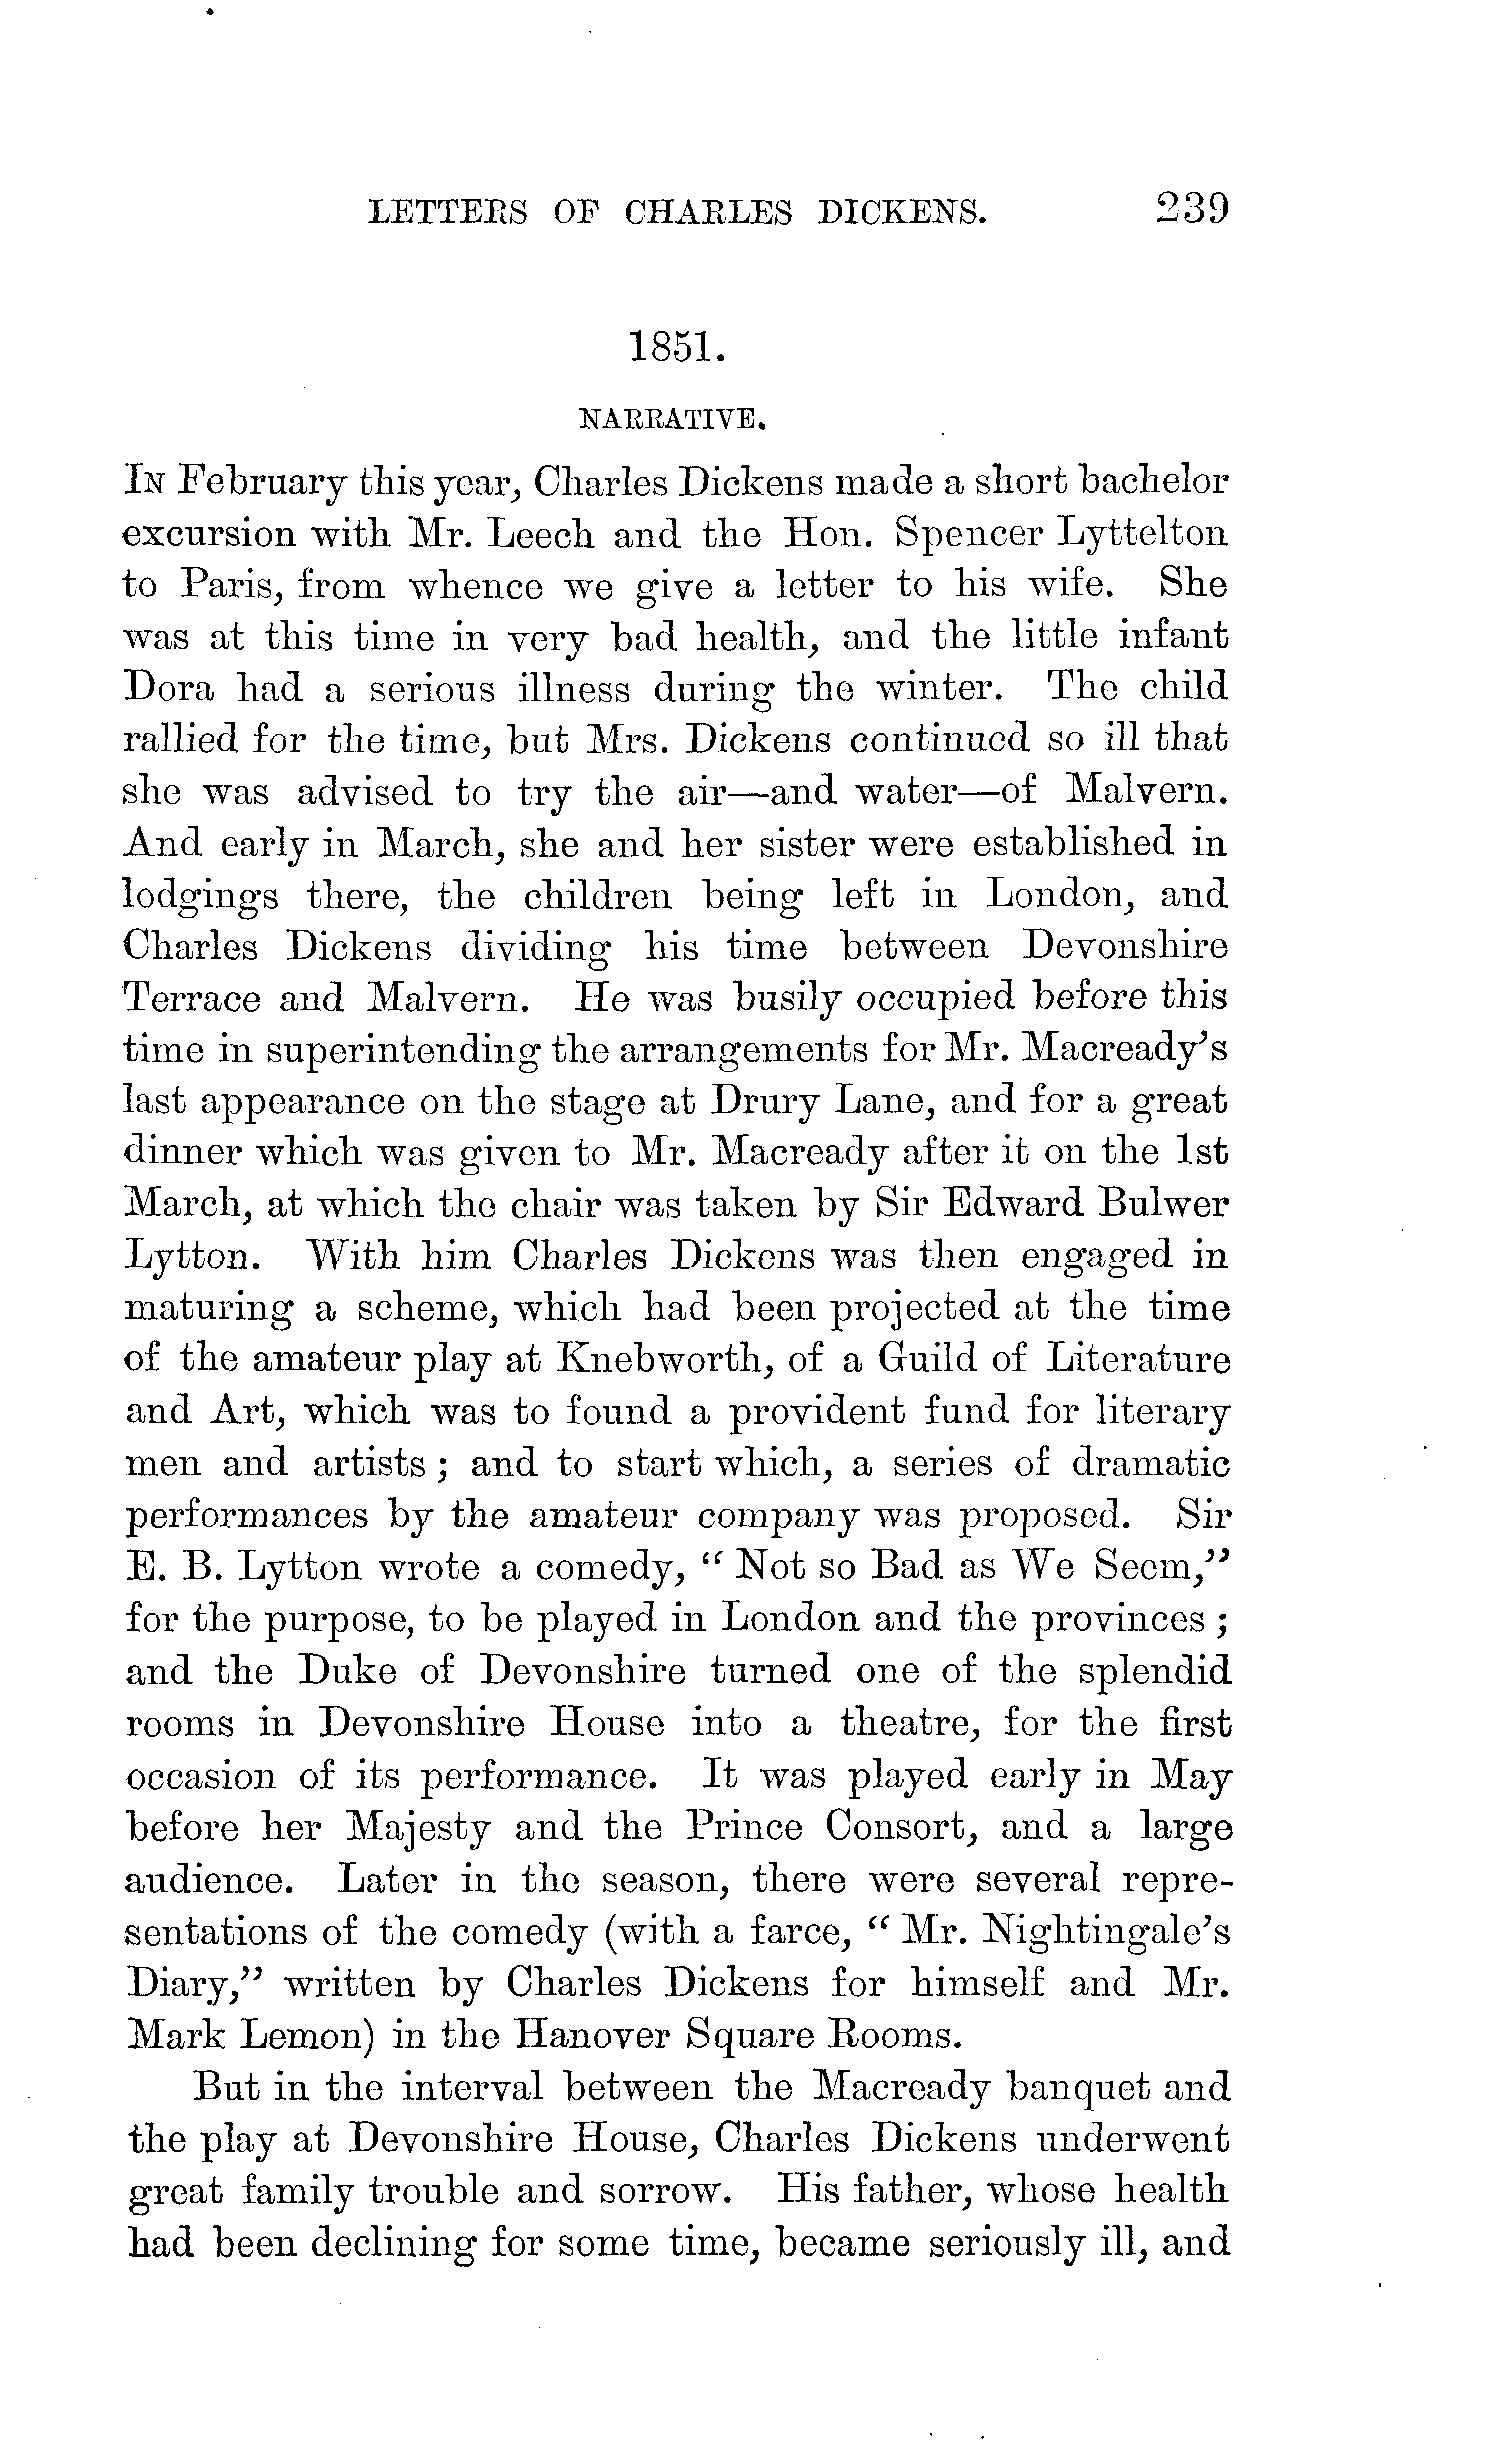 LETTERS OF CHARLES DICKENS. 239
1851.
NARRATIVE.
IN February this year, Charles Dickens made a short bachelor
excursion with Mr. Leech and the Hon. Spencer Lyttelton
to Paris, from whence we give a letter to his wife. She
was at this time in very bad health, and the little infant
Dora had a serious illness during the winter. The child
rallied for the time, but Mrs. Dickens continued so ill that
she was advised to try the air—and water—of Malvern.
And early in March, she and her sister were established in
lodgings there, the children being left in London, and
Charles Dickens dividing his time between Devonshire
Terrace and Malvern. He was busily occupied before this
time in superintending the arrangements for Mr. Macready's
last appearance on the stage at Drury Lane, and for a great
dinner which was given to Mr. Macready after it on the 1st
March, at which the chair was taken by Sir Edward Bulwer
Lytton. With him Charles Dickens was then engaged in
maturing a scheme, which had been projected at the time
of the amateur play at Knebworth, of a Guild of Literature
and Art, which was to found a provident fund for literary
men and artists ; and to start which, a series of dramatic
performances by the amateur company was proposed. Sir
E. B. Lytton wrote a comedy, “ Not so Bad as We Seem,”
for the purpose, to be played in London and the provinces ;
and the Duke of Devonshire turned one of the splendid
rooms in Devonshire House into a theatre, for the first
occasion of its performance. It was played early in May
before her Majesty and the Prince Consort, and a large
audience. Later in the season, there were several repre-
sentations of the comedy (with a farce, “ Mr. Nightingale's
Diary,” written by Charles Dickens for himself and Mr.
Mark Lemon) in the Hanover Square Rooms.
But in the interval between the Macready banquet and
the play at Devonshire House, Charles Dickens underwent
great family trouble and sorrow. His father, whose health
had been declining for some time, became seriously ill, and